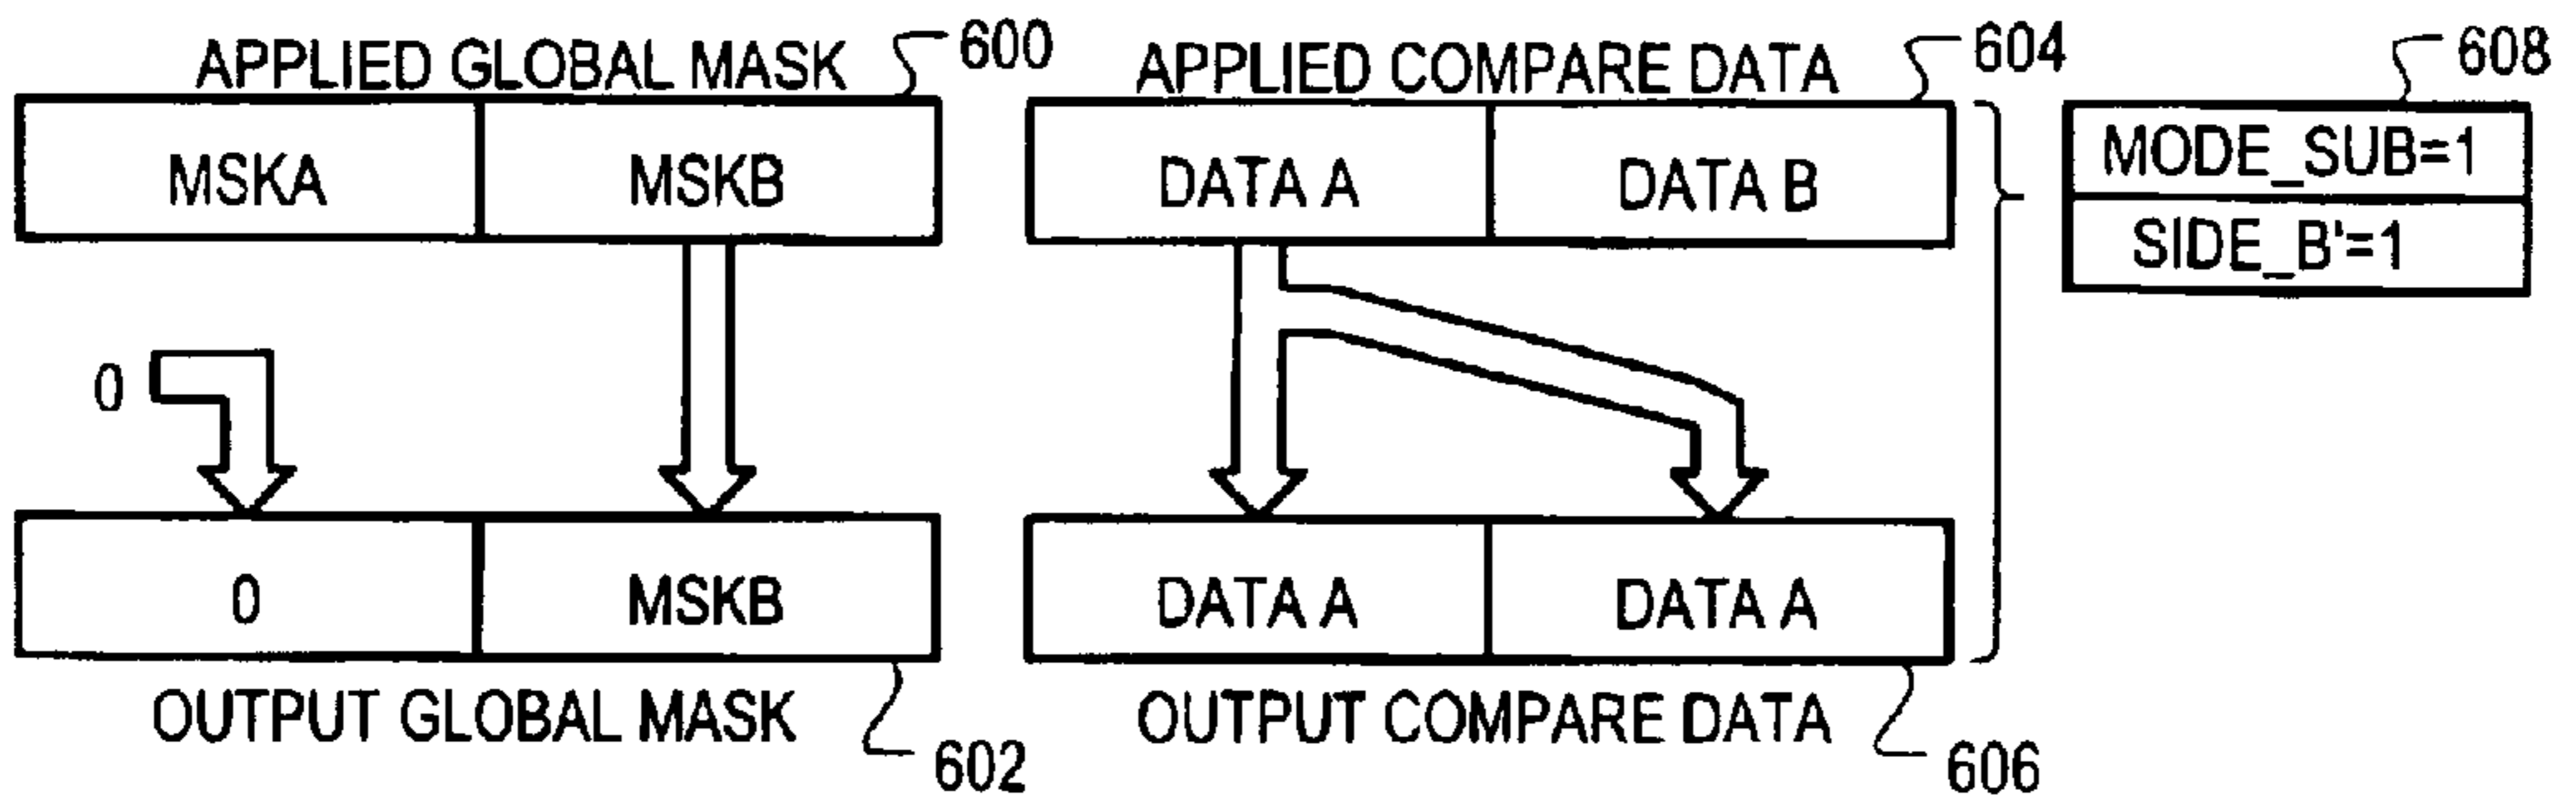 APPLIED GLOBAL MASK
600
MSKA
MSKB
0
0
MSKB
OUTPUT GLOBAL MASK
602
APPLIED COMPARE DATA
604
DATA A
DATA B
DATA A
DATA A
OUTPUT COMPARE DATA
606
608
MODE_SUB=1
SIDE_B'=1